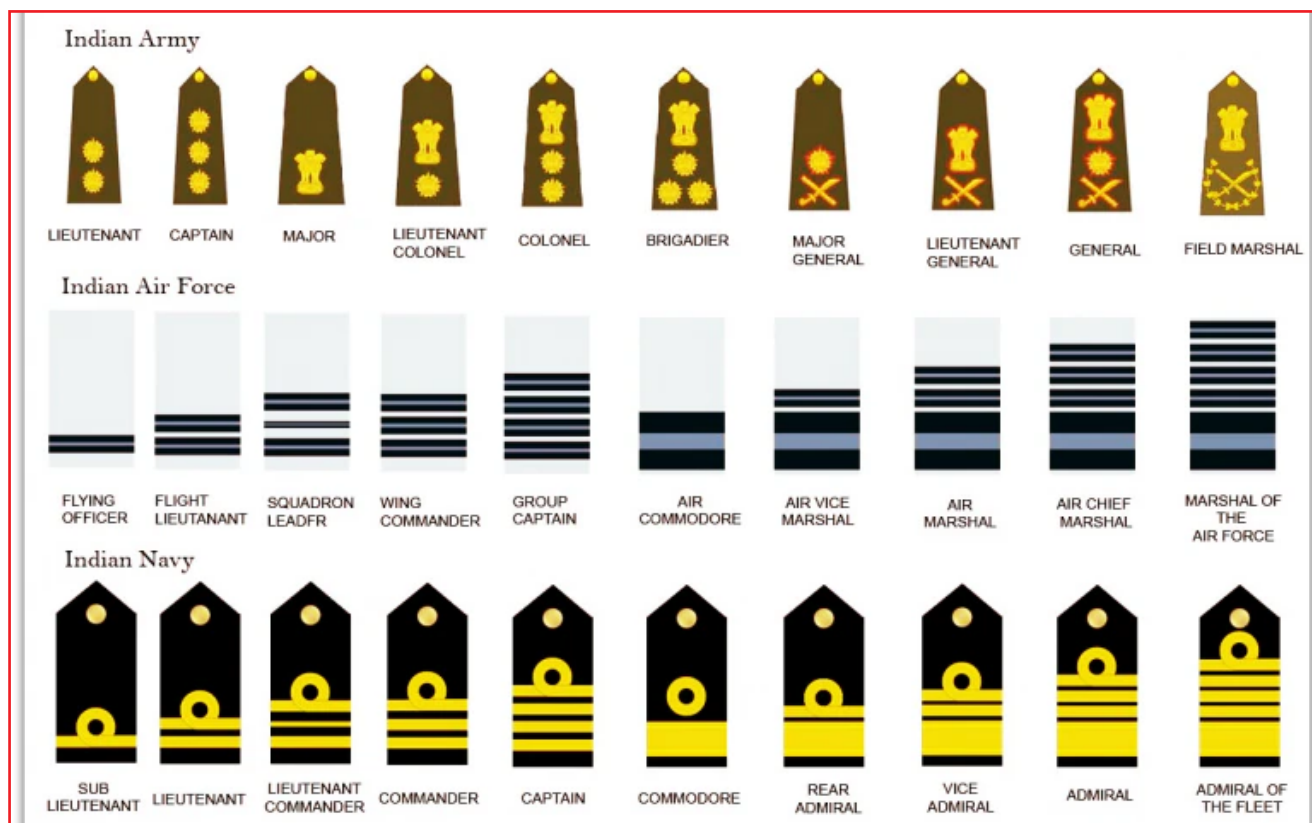 Indian Army
LIEUTENANT
CAPTAIN
MAJOR
LIEUTENANT
COLONEL
COLONEL
BRIGADIER
MAJOR
GENERAL
LIEUTENANT
GENERAL
GENERAL
FIELD MARSHAL
Indian Air Force
FLYING
OFFICER
FLIGHT
LIEUTANANT
SQUADRON
LEADFR
WING
COMMANDER
GROUP
CAPTAIN
AIR
COMMODORE
AIR VICE
MARSHAL
AIR
MARSHAL
AIR CHIEF
MARSHAL
MARSHAL OF
THE
AIR FORCE
Indian Navy
SUB
LIEUTENANT
LIEUTENANT
LIEUTENANT
COMMANDER
COMMANDER
CAPTAIN
COMMODORE
REAR
ADMIRAL
VICE
ADMIRAL
ADMIRAL
ADMIRAL OF
THE FLEET